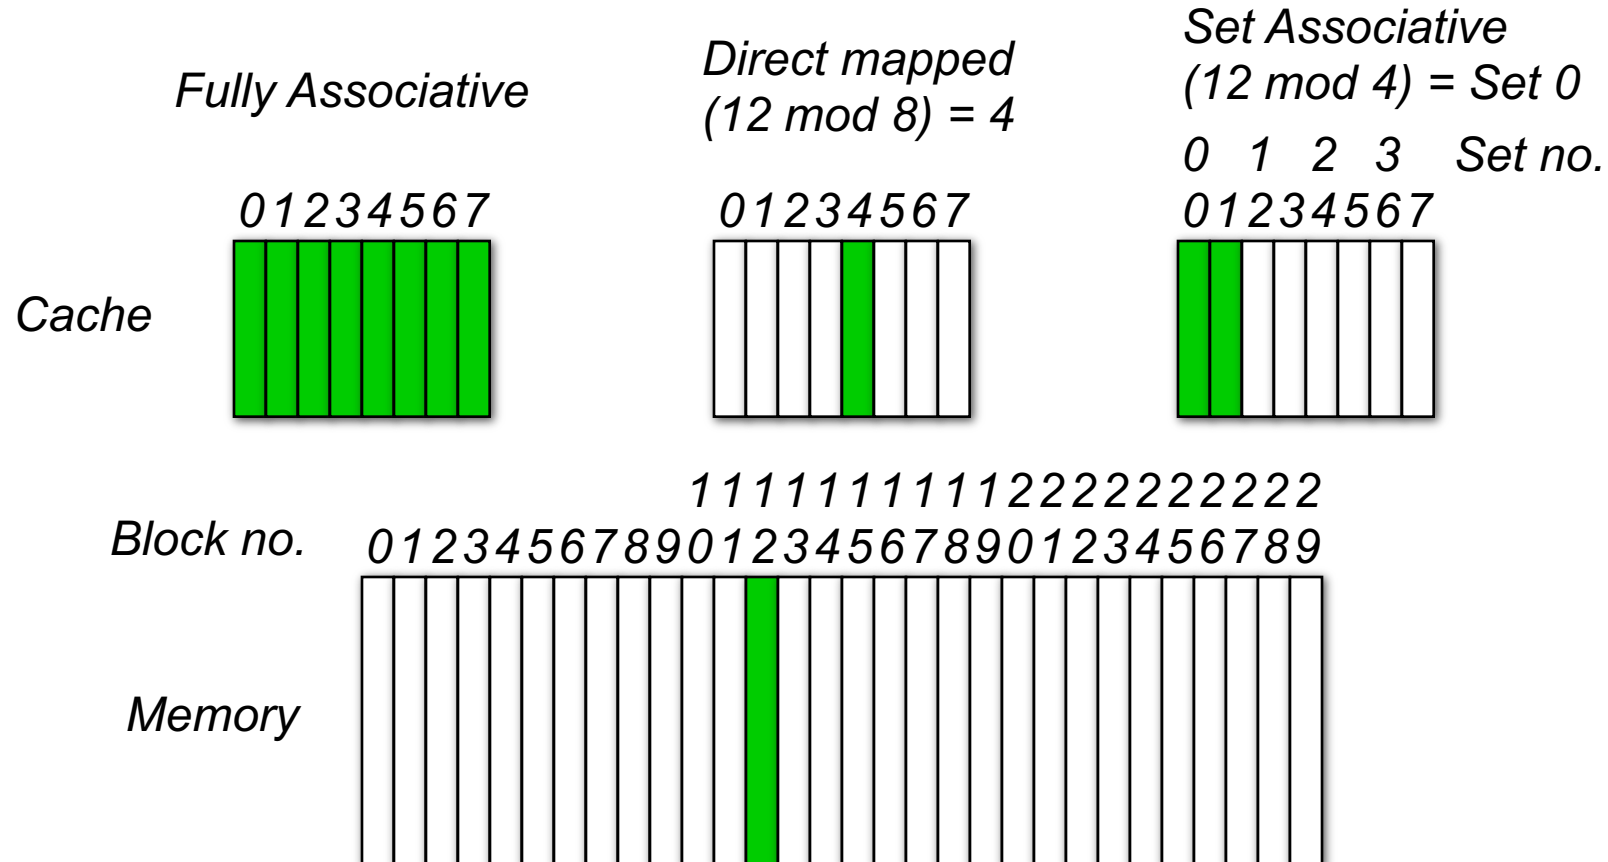 Fully Associative
Direct mapped
(12 mod 8) = 4
Set Associative
(12 mod 4) = Set 0
0 1 2 3 Set no.
01234567
01234567
01234567
Cache
11111111112222222222
Block no.
012345678901234567890123456789
Memory